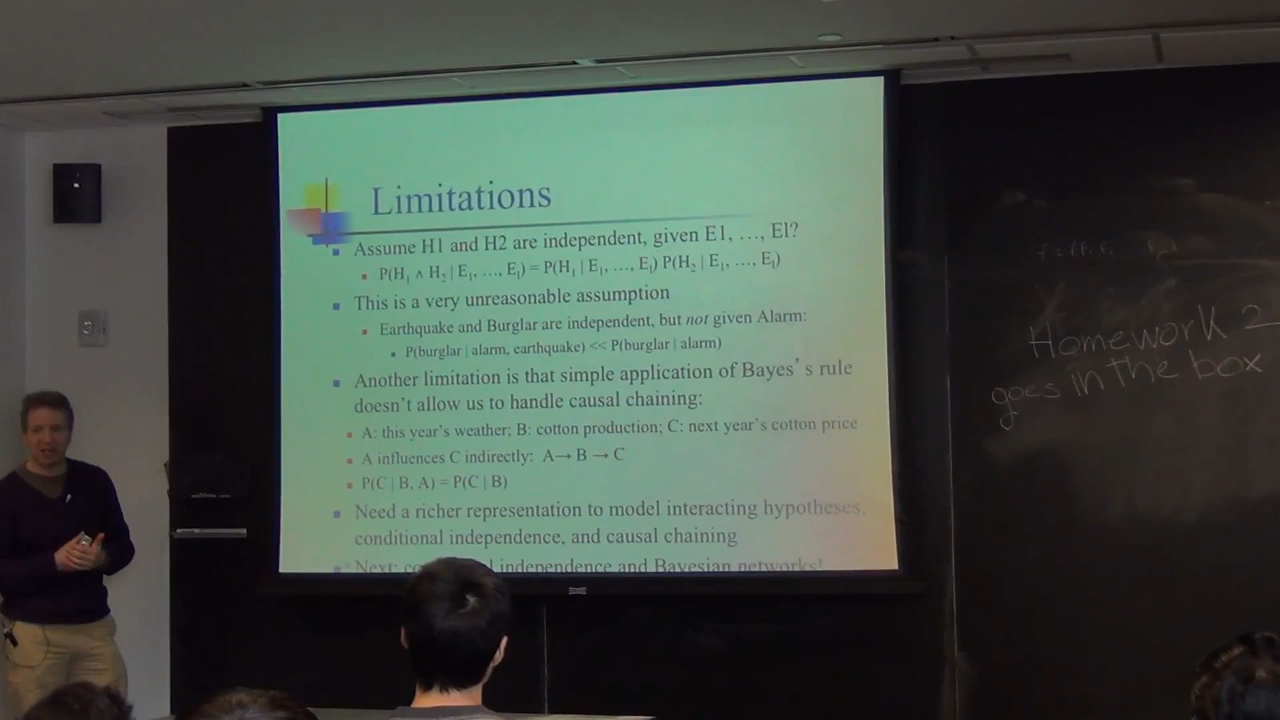 Limitations
Assume H1 and H2 are independent, given E1, …, El?
P(H₁ ∧ H₂ | E₁, …, Eₗ) = P(H₁ | E₁, …, Eₗ) P(H₂ | E₁, …, Eₗ)
This is a very unreasonable assumption
Earthquake and Burglar are independent, but not given Alarm:
P(burglar | alarm, earthquake) << P(burglar | alarm)
Another limitation is that simple application of Bayes's rule
doesn't allow us to handle causal chaining:
A: this year's weather; B: cotton production; C: next year's cotton price
A influences C indirectly: A→ B → C
P(C | B, A) = P(C | B)
Need a richer representation to model interacting hypotheses,
conditional independence, and causal chaining
Next: independence and Bayesian networks!
Homework 2
goes in the box